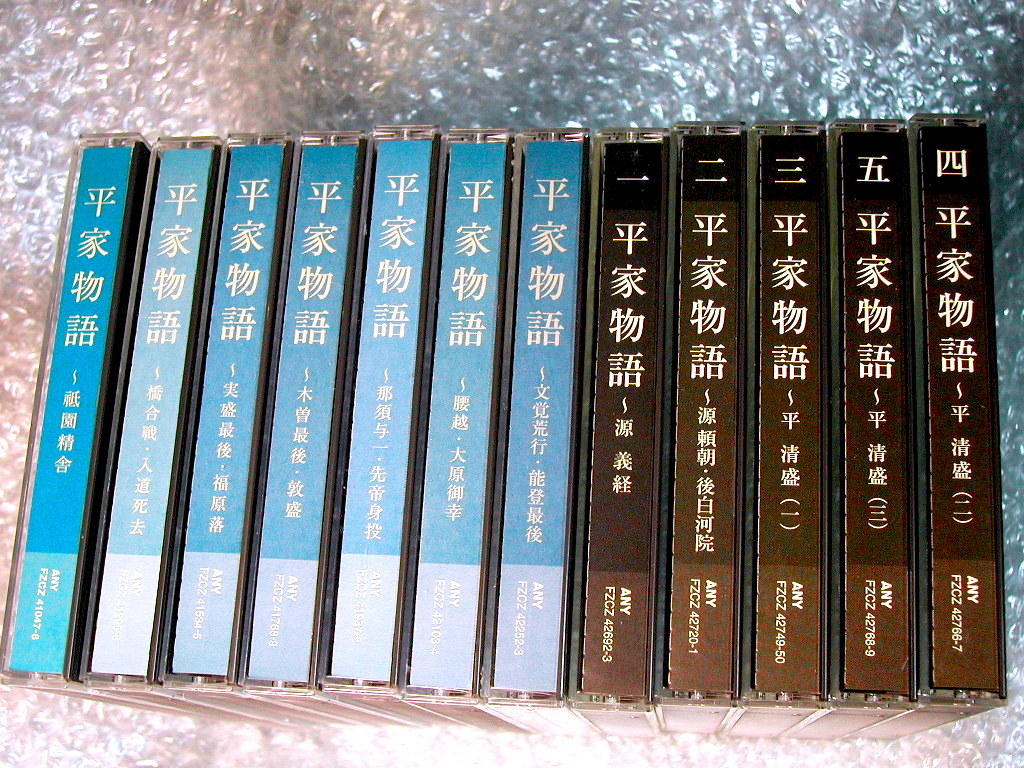 平家物語 ～祇園精舎
ANY
FZCZ 41047-8
平家物語 ～橋合戦・入道死去
ANY
平家物語 ～実盛最後・福原落
ANY
FZCZ 41534-5
平家物語 ～木曽最後・敦盛
ANY
FZCZ 41769-9
平家物語 ～那須与一・先帝身投
ANY
平家物語 ～腰越・大原御幸
ANY
平家物語 ～文覚荒行・能登最後
ANY
FZCZ 42252-3
一 平家物語 ～源 義経
ANY
FZCZ 42692-3
二 平家物語 ～源 頼朝・後白河院
ANY
FZCZ 42720-1
三 平家物語 ～平 清盛（一）
ANY
FZCZ 42749-50
五 平家物語 ～平 清盛（三）
ANY
FZCZ 42768-9
四 平家物語 ～平 清盛（二）
ANY
FZCZ 42766-7